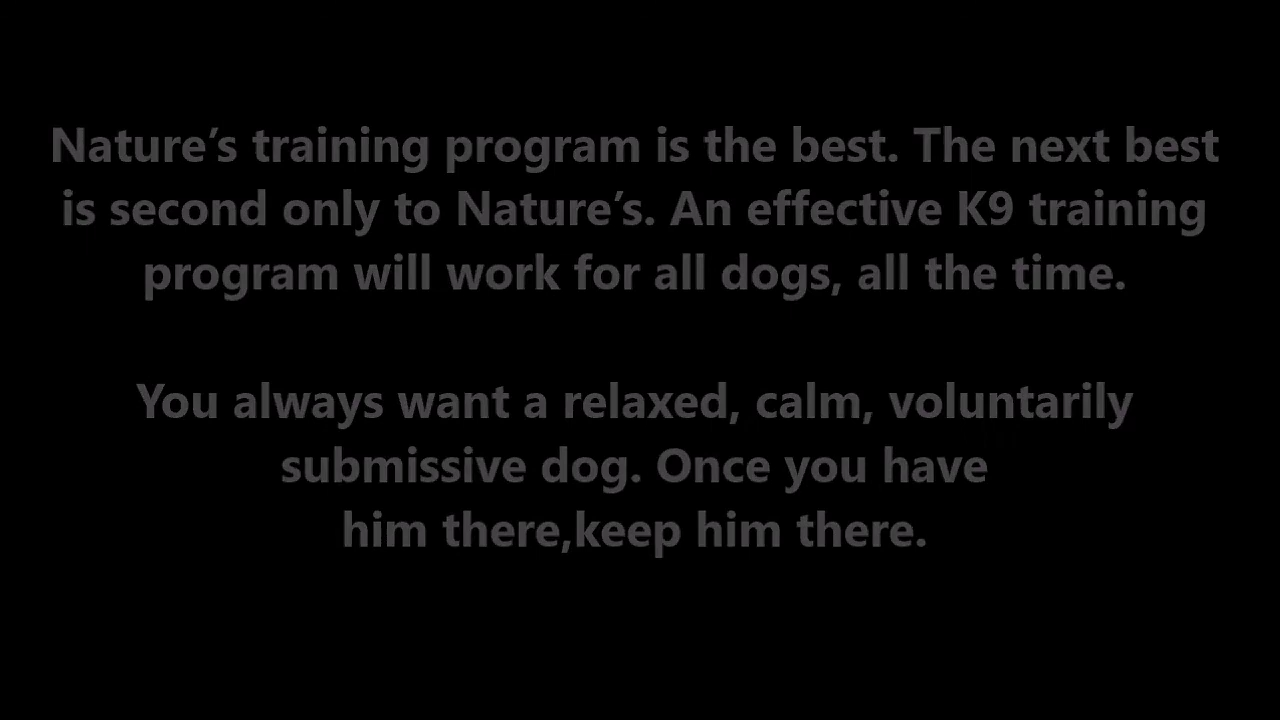 Nature’s training program is the best. The next best
is second only to Nature’s. An effective K9 training
program will work for all dogs, all the time.
You always want a relaxed, calm, voluntarily
submissive dog. Once you have
him there,keep him there.